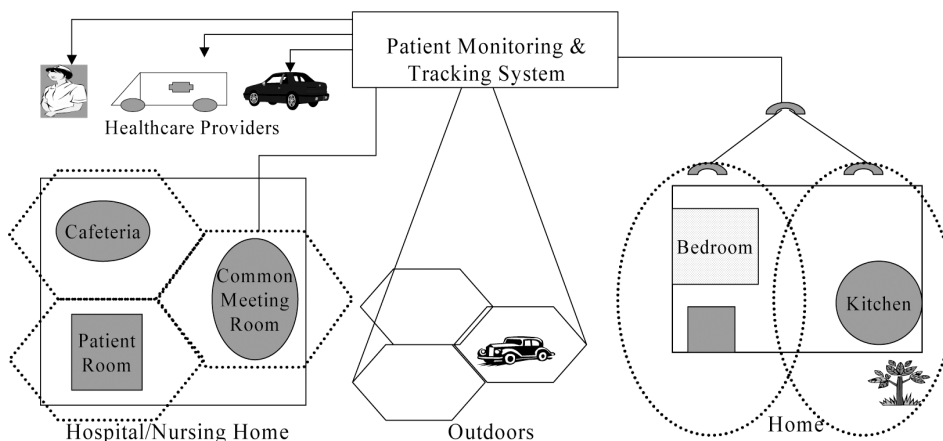 Patient Monitoring &
Tracking System
Healthcare Providers
Cafeteria
Common
Meeting
Room
Patient
Room
Bedroom
Kitchen
Hospital/Nursing Home
Outdoors
Home